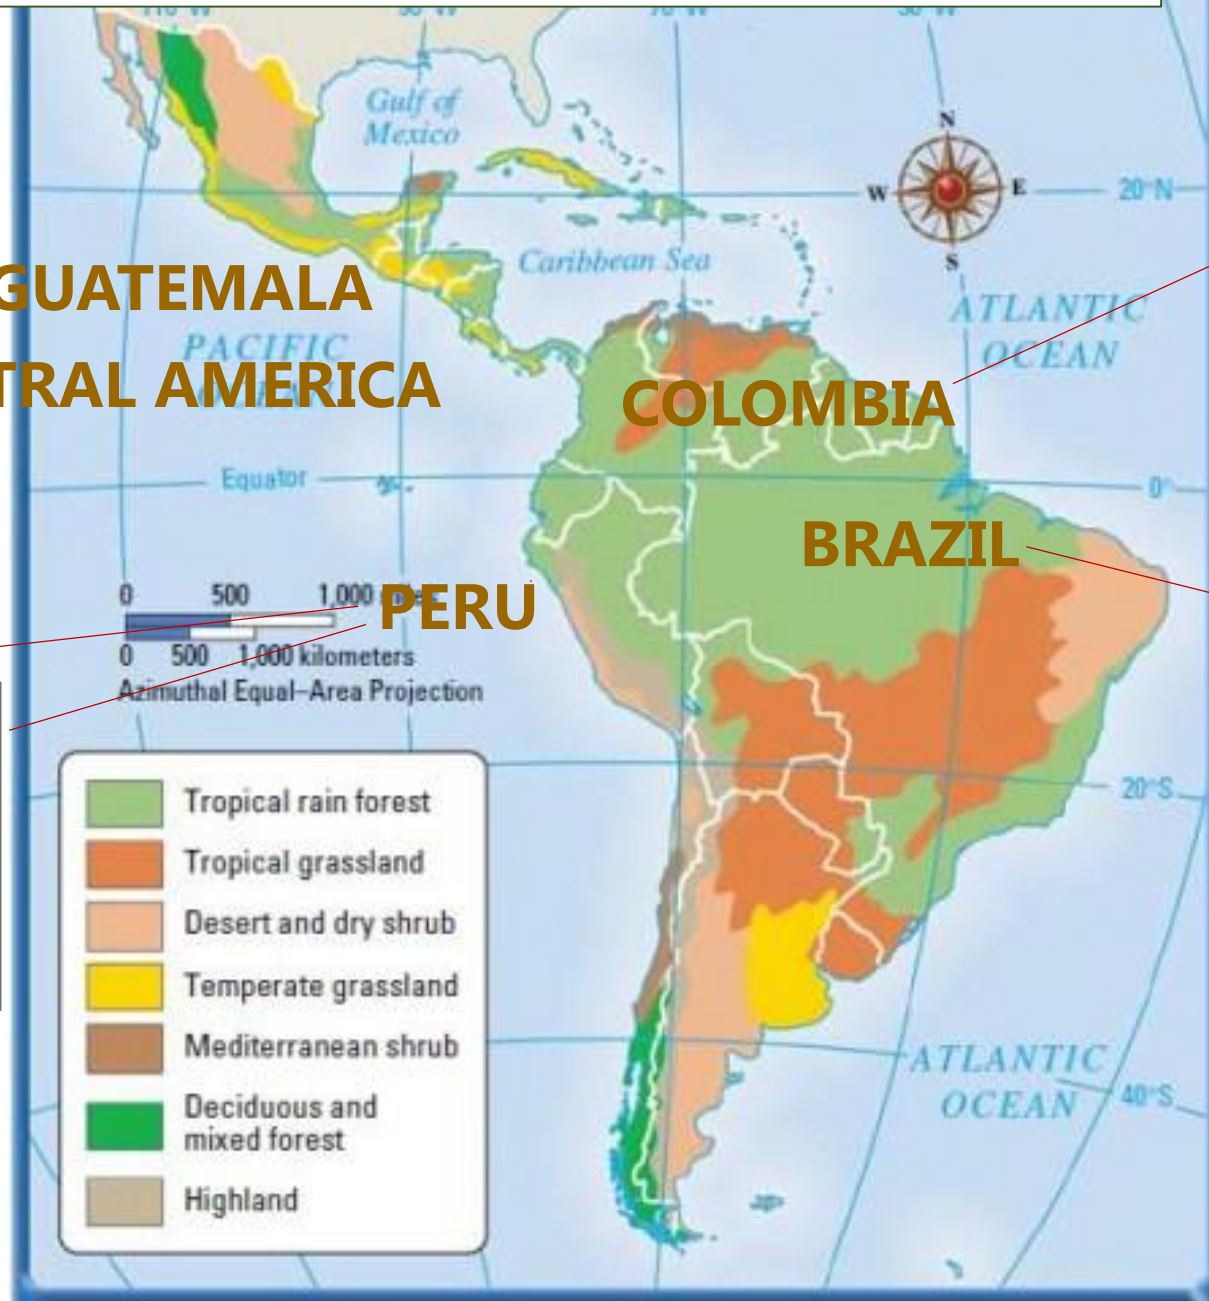 Gulf of
Mexico
N
W
E
S
20°N
Caribbean Sea
GUATEMALA
ATLANTIC
OCEAN
PACIFIC
TRAL AMERICA
COLOMBIA
Equator
0°
BRAZIL
0 500 1,000
PERU
0 500 1,000 kilometers
Azimuthal Equal–Area Projection
20°S
Tropical rain forest
Tropical grassland
Desert and dry shrub
Temperate grassland
Mediterranean shrub
Deciduous and
mixed forest
Highland
ATLANTIC
OCEAN
40°S